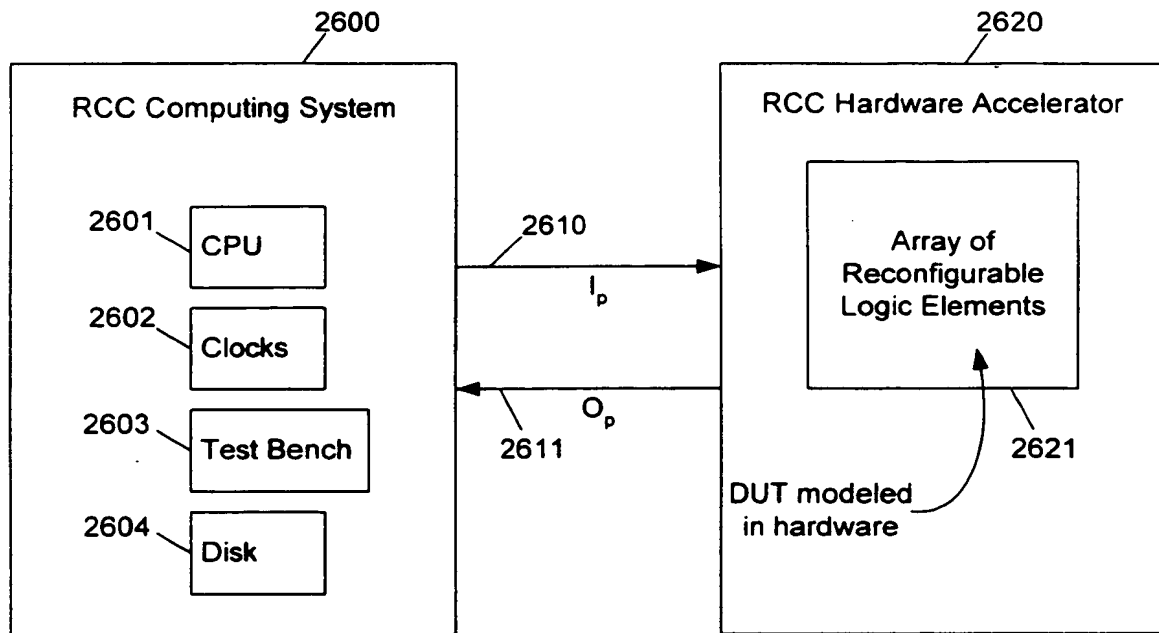 2600
2620
RCC Computing System
RCC Hardware Accelerator
2601
CPU
2602
Clocks
2603
Test Bench
2604
Disk
2610
Ip
Op
2611
Array of
Reconfigurable
Logic Elements
2621
DUT modeled
in hardware